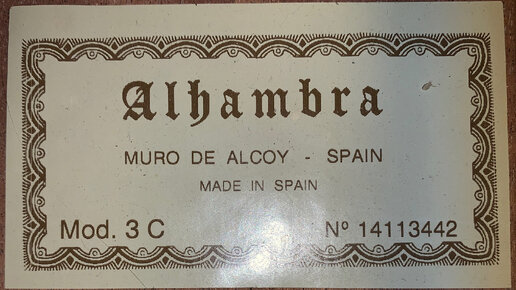 Alhambra
MURO DE ALCOY - SPAIN
MADE IN SPAIN
Mod. 3 C Nº 14113442